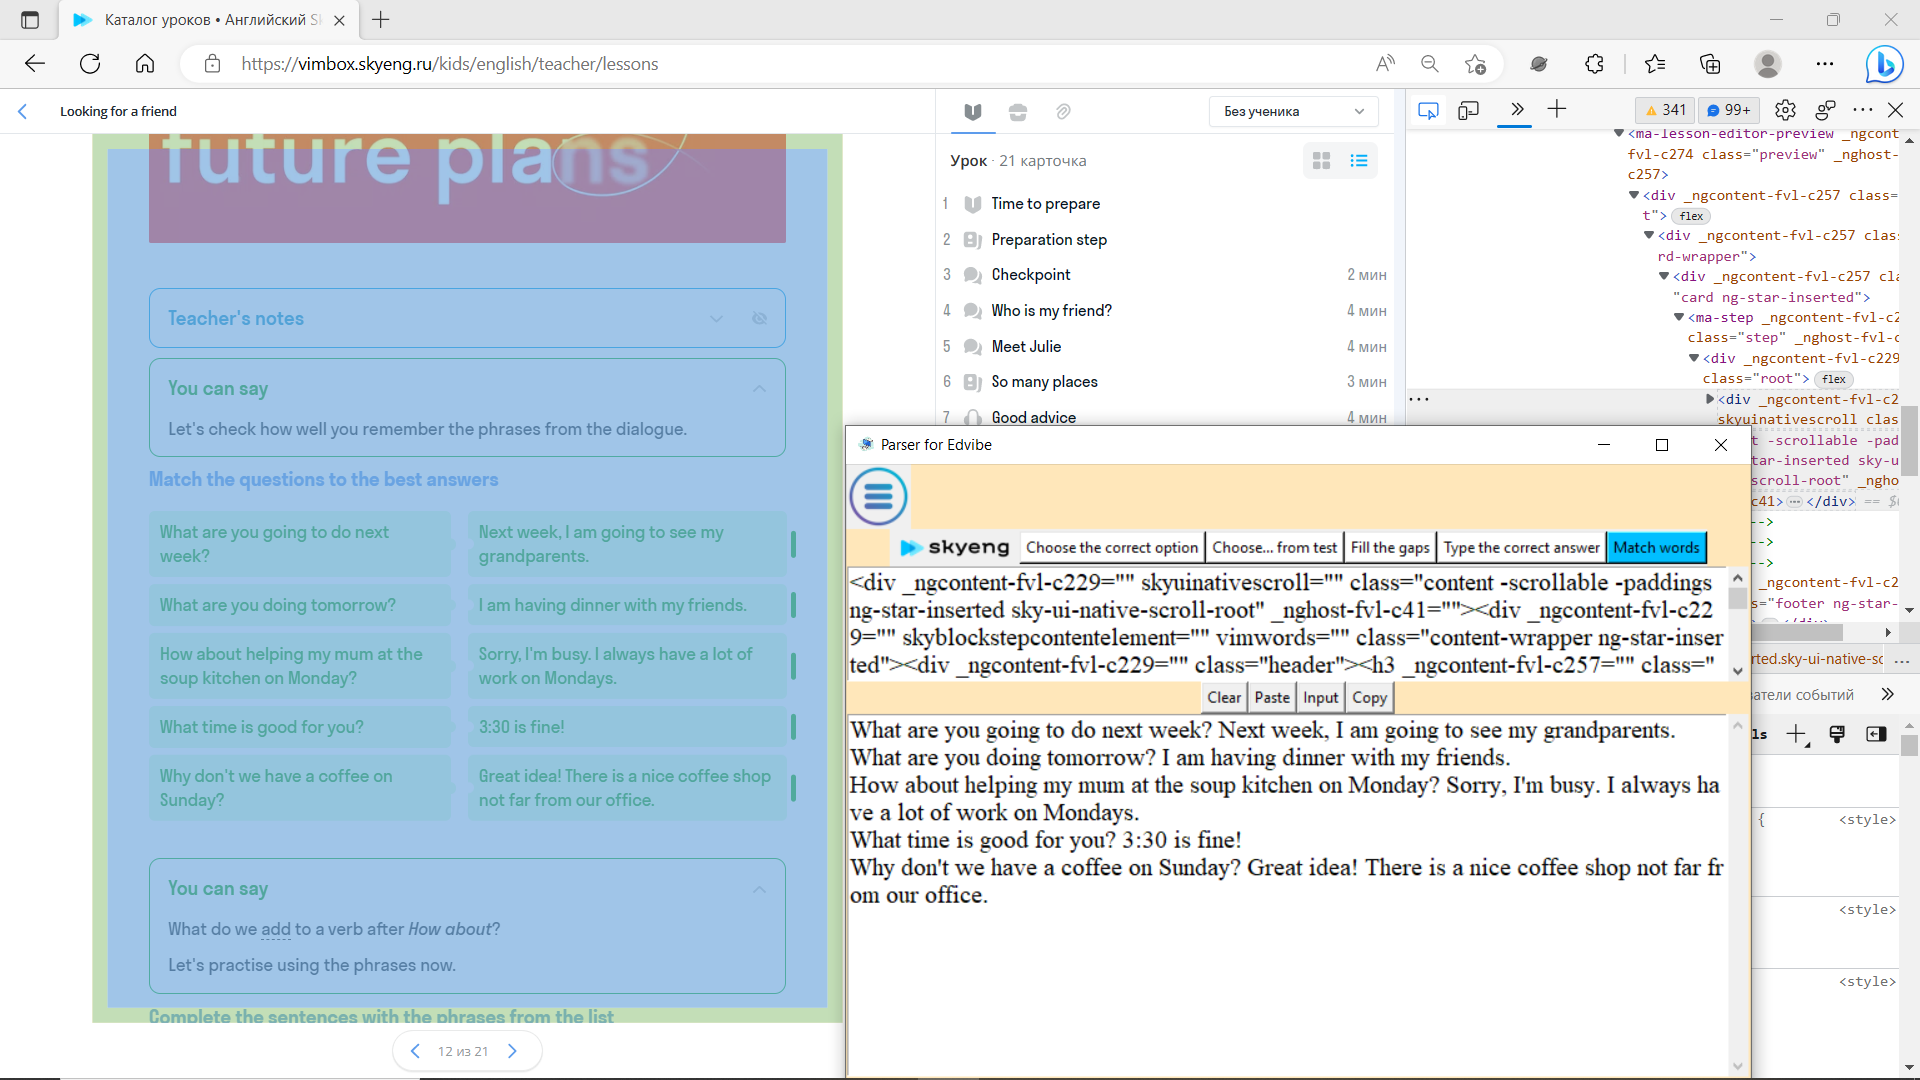 Каталог уроков • Английский S
https://vimbox.skyeng.ru/kids/english/teacher/lessons
Looking for a friend
future plans
Teacher's notes
You can say
Let's check how well you remember the phrases from the dialogue.
Match the questions to the best answers
What are you going to do next week?
Next week, I am going to see my grandparents.
What are you doing tomorrow?
I am having dinner with my friends.
How about helping my mum at the soup kitchen on Monday?
Sorry, I'm busy. I always have a lot of work on Mondays.
What time is good for you?
3:30 is fine!
Why don't we have a coffee on Sunday?
Great idea! There is a nice coffee shop not far from our office.
You can say
What do we add to a verb after How about?
Let's practise using the phrases now.
Complete the sentences with the phrases from the list
12 из 21
Без ученика
Урок · 21 карточка
1 Time to prepare
2 Preparation step
3 Checkpoint 2 мин
4 Who is my friend? 4 мин
5 Meet Julie 4 мин
6 So many places 3 мин
7 Good advice 4 мин
341
99+
<ma-lesson-editor-preview _ngcont
fvl-c274 class="preview" _nghost-
c257>
<div _ngcontent-fvl-c257 class=
t"> flex
<div _ngcontent-fvl-c257 clas
rd-wrapper">
<div _ngcontent-fvl-c257 cla
"card ng-star-inserted">
<ma-step _ngcontent-fvl-c2
class="step" _nghost-fvl-c
<div _ngcontent-fvl-c229
class="root"> flex
<div _ngcontent-fvl-c2
skyuinativescroll clas
t -scrollable -pad
tar-inserted sky-u
scroll-root" _ngho
c41> ⋯ </div> ==
-->
-->
-->
_ngcontent-fvl-c2
s="footer ng-star-
rted.sky-ui-native-sc
ватели событий
ls
{ <style>
<style>
<style>
Parser for Edvibe
skyeng
Choose the correct option
Choose... from test
Fill the gaps
Type the correct answer
Match words
<div _ngcontent-fvl-c229="" skyuinativescroll="" class="content -scrollable -paddings
ng-star-inserted sky-ui-native-scroll-root" _nghost-fvl-c41=""><div _ngcontent-fvl-c22
9="" skyblockstepcontentelement="" vimwords="" class="content-wrapper ng-star-inser
ted"><div _ngcontent-fvl-c229="" class="header"><h3 _ngcontent-fvl-c257="" class="
Clear
Paste
Input
Copy
What are you going to do next week? Next week, I am going to see my grandparents.
What are you doing tomorrow? I am having dinner with my friends.
How about helping my mum at the soup kitchen on Monday? Sorry, I'm busy. I always ha
ve a lot of work on Mondays.
What time is good for you? 3:30 is fine!
Why don't we have a coffee on Sunday? Great idea! There is a nice coffee shop not far fr
om our office.